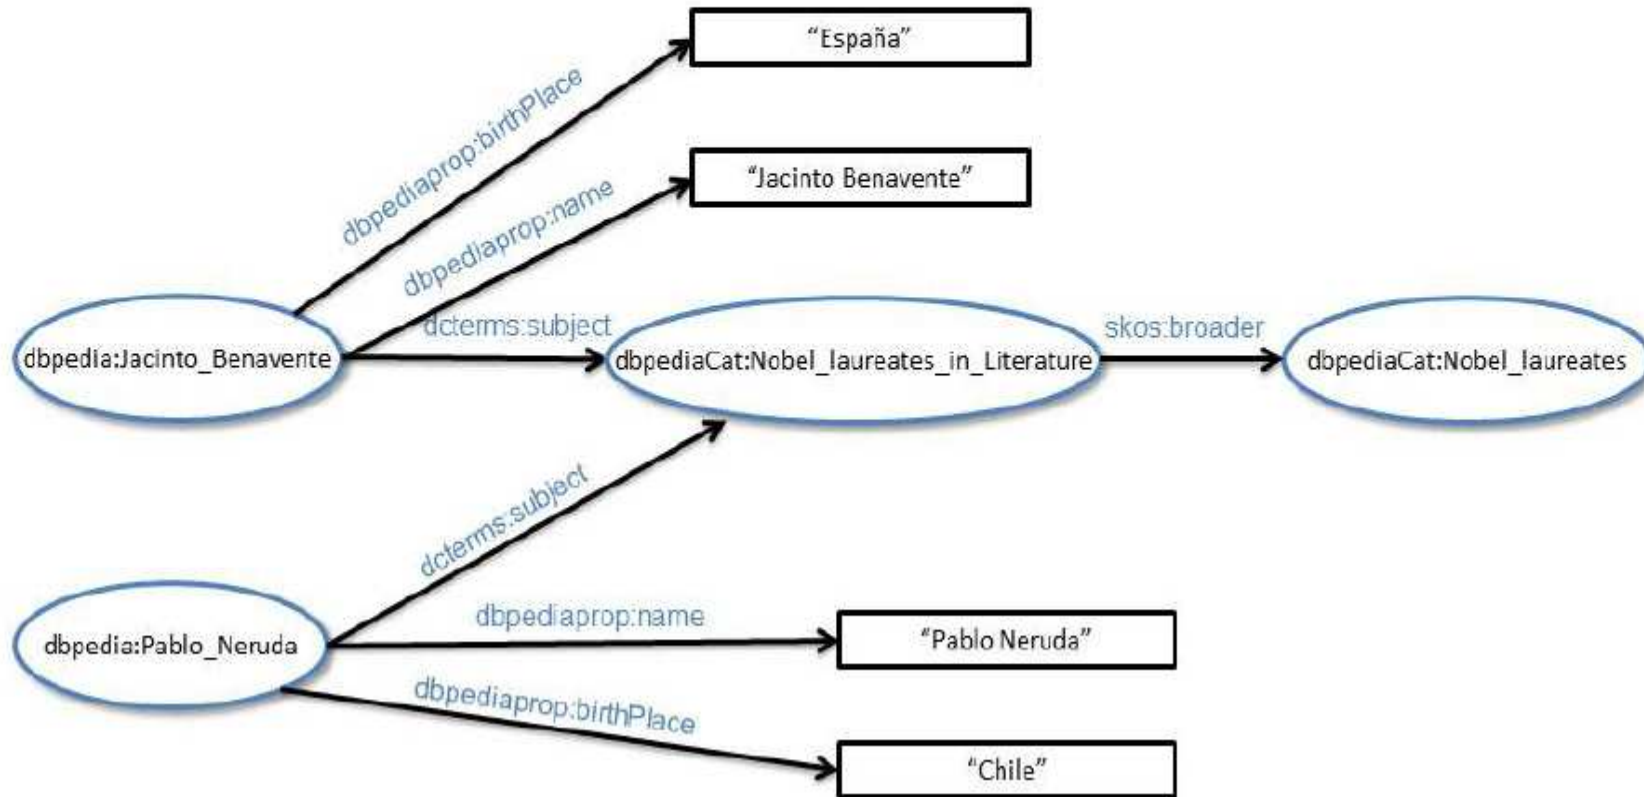 “España”
dbpediaprop:birthPlace
“Jacinto Benavente”
dbpediaprop:name
dbpedia:Jacinto_Benavente
dcterms:subject
dbpediaCat:Nobel_laureates_in_Literature
skos:broader
dbpediaCat:Nobel_laureates
dcterms:subject
dbpedia:Pablo_Neruda
dbpediaprop:name
“Pablo Neruda”
dbpediaprop:birthPlace
“Chile”